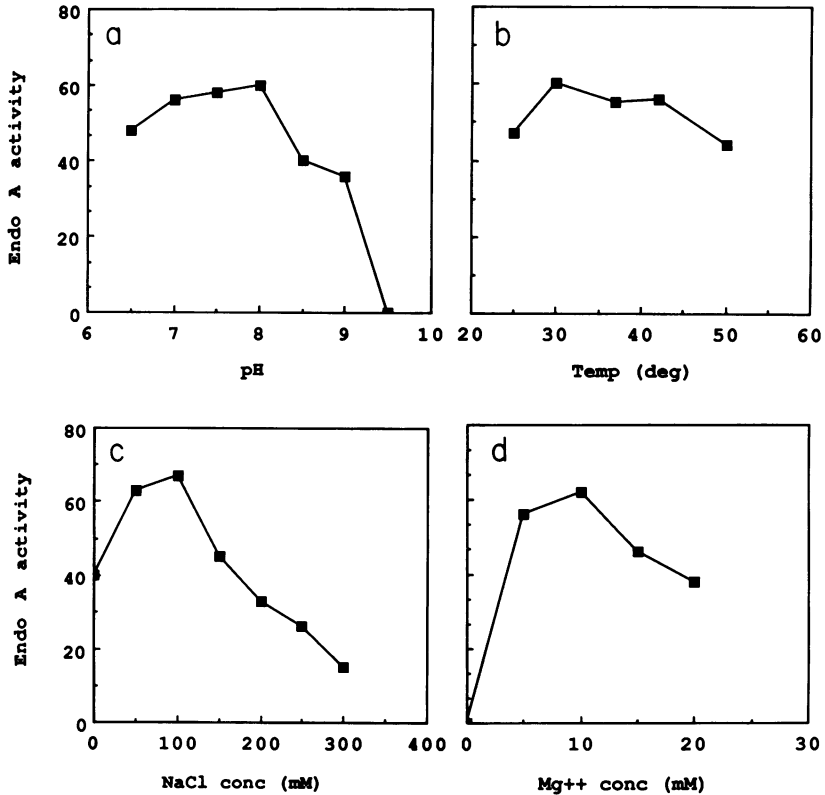 a
80
60
40
20
0
Endo A activity
6 7 8 9 10
pH
b
20 30 40 50 60
Temp (deg)
c
80
60
40
20
0
Endo A activity
0 100 200 300 400
NaCl conc (mM)
d
0 10 20 30
Mg++ conc (mM)